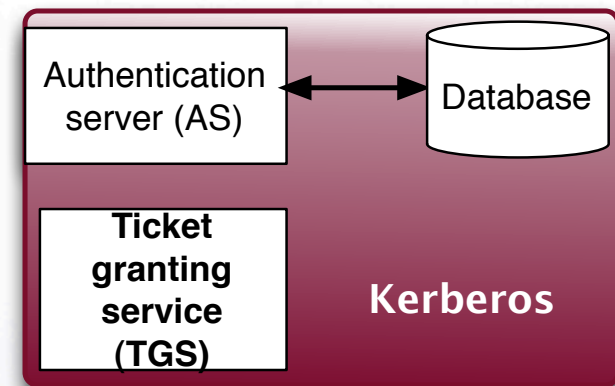 Authentication
server (AS)
Database
Ticket
granting
service
(TGS)
Kerberos